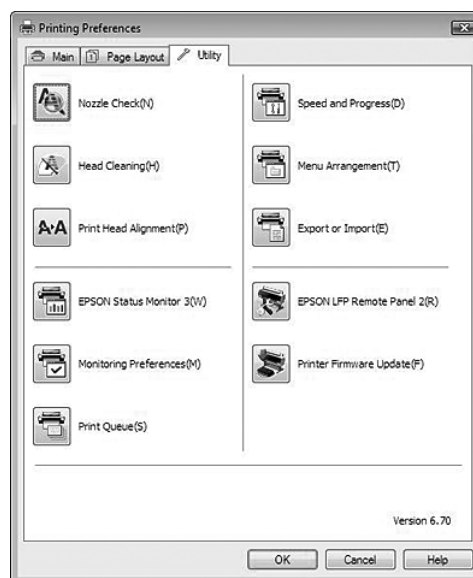 Printing Preferences
Main
Page Layout
Utility
Nozzle Check(N)
Speed and Progress(D)
Head Cleaning(H)
Menu Arrangement(T)
A A
Print Head Alignment(P)
Export or Import(E)
EPSON Status Monitor 3(W)
EPSON LFP Remote Panel 2(R)
Monitoring Preferences(M)
Printer Firmware Update(F)
Print Queue(S)
Version 6.70
OK
Cancel
Help